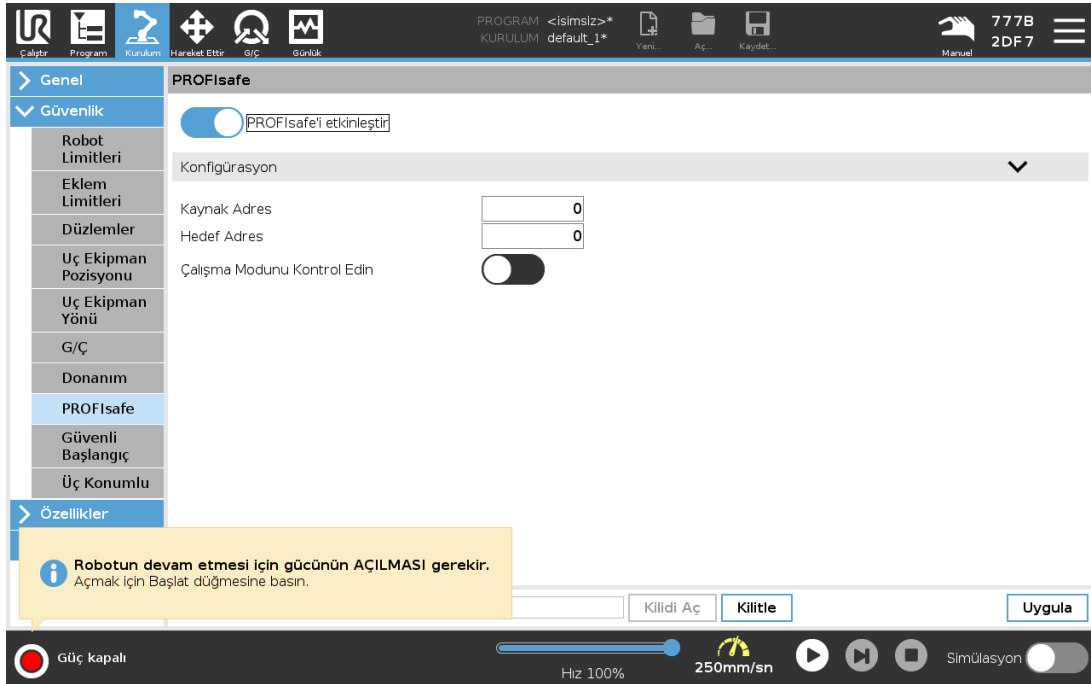 UR
PROGRAM <isimsiz>*
KURULUM default_1*
Çalıştır
Program
Kurulum
Hareket Ettir
G/Ç
Günlük
Yeni...
Aç...
Kaydet...
Manuel
777B
2DF7
Genel
Güvenlik
Robot
Limitleri
Eklem
Limitleri
Düzlemler
Uç Ekipman
Pozisyonu
Uç Ekipman
Yönü
G/Ç
Donanım
PROFIsafe
Güvenli
Başlangıç
Üç Konumlu
Özellikler
PROFIsafe
PROFIsafe'i etkinleştir
Konfigürasyon
Kaynak Adres 0
Hedef Adres 0
Çalışma Modunu Kontrol Edin
Robotun devam etmesi için gücünün AÇILMASI gerekir.
Açmak için Başlat düğmesine basın.
Kilidi Aç
Kilitle
Uygula
Güç kapalı
Hız 100%
250mm/sn
Simülasyon